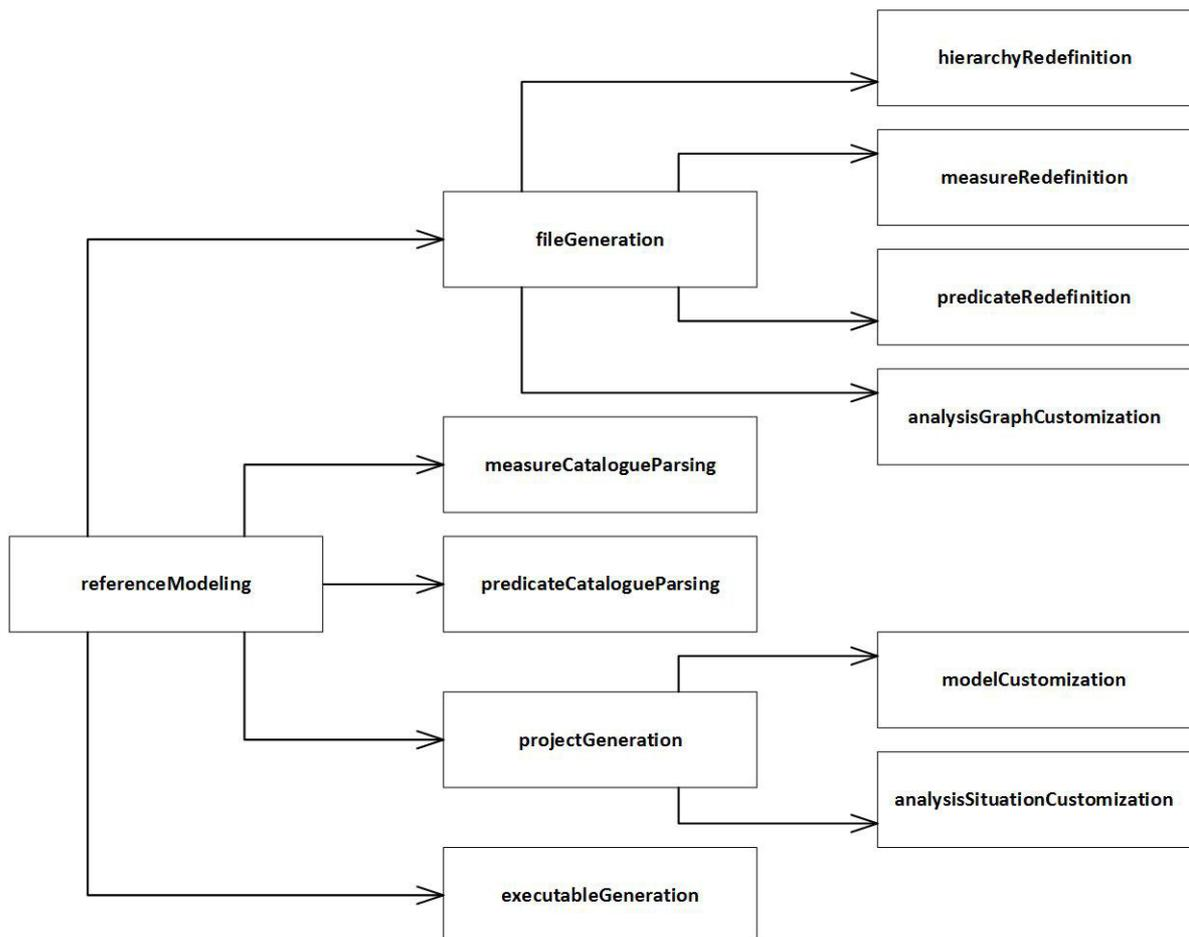 hierarchyRedefinition
measureRedefinition
fileGeneration
predicateRedefinition
analysisGraphCustomization
measureCatalogueParsing
referenceModeling
predicateCatalogueParsing
modelCustomization
projectGeneration
analysisSituationCustomization
executableGeneration